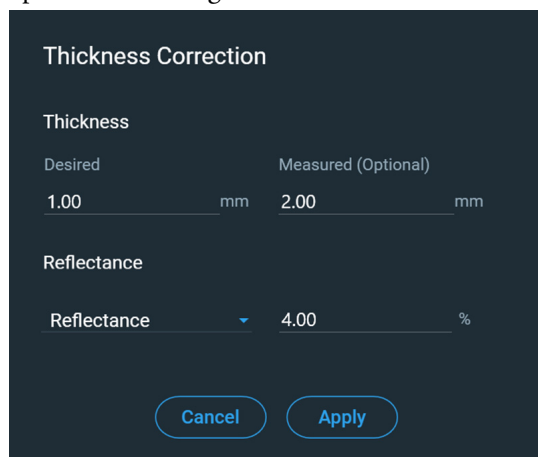 Thickness Correction
Thickness
Desired Measured (Optional)
1.00 mm 2.00 mm
Reflectance
Reflectance 4.00 %
Cancel Apply